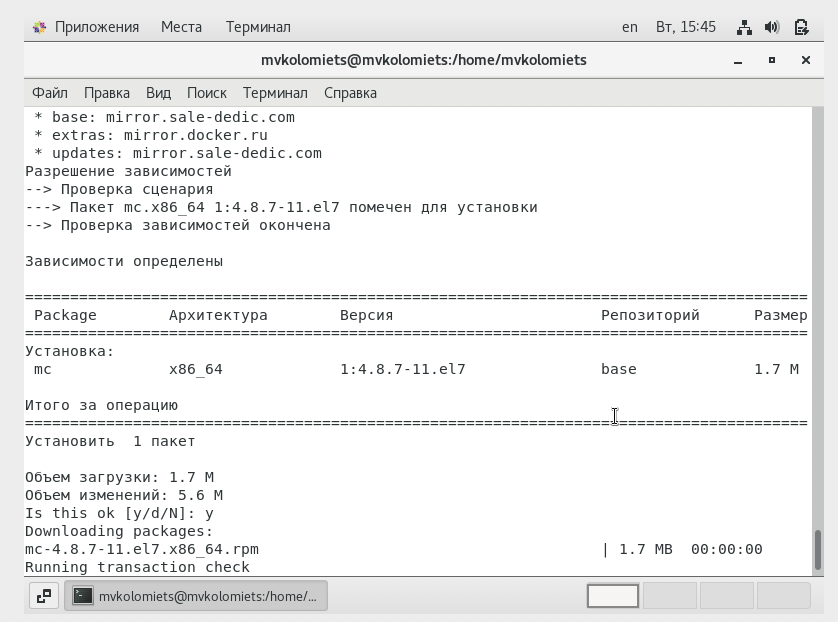 Приложения Места Терминал en Вт, 15:45
mvkolomiets@mvkolomiets:/home/mvkolomiets
Файл Правка Вид Поиск Терминал Справка
* base: mirror.sale-dedic.com
* extras: mirror.docker.ru
* updates: mirror.sale-dedic.com
Разрешение зависимостей
--> Проверка сценария
---> Пакет mc.x86_64 1:4.8.7-11.el7 помечен для установки
--> Проверка зависимостей окончена
Зависимости определены
================================================================================
Package Архитектура Версия Репозиторий Размер
================================================================================
Установка:
mc x86_64 1:4.8.7-11.el7 base 1.7 M
Итого за операцию
================================================================================
Установить  1 пакет
Объем загрузки: 1.7 M
Объем изменений: 5.6 M
Is this ok [y/d/N]: y
Downloading packages:
mc-4.8.7-11.el7.x86_64.rpm | 1.7 MB  00:00:00
Running transaction check
mvkolomiets@mvkolomiets:/home/...